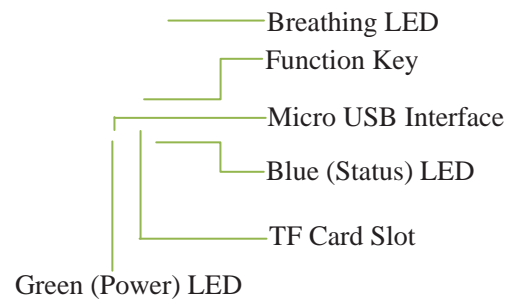 Breathing LED
Function Key
Micro USB Interface
Blue (Status) LED
TF Card Slot
Green (Power) LED